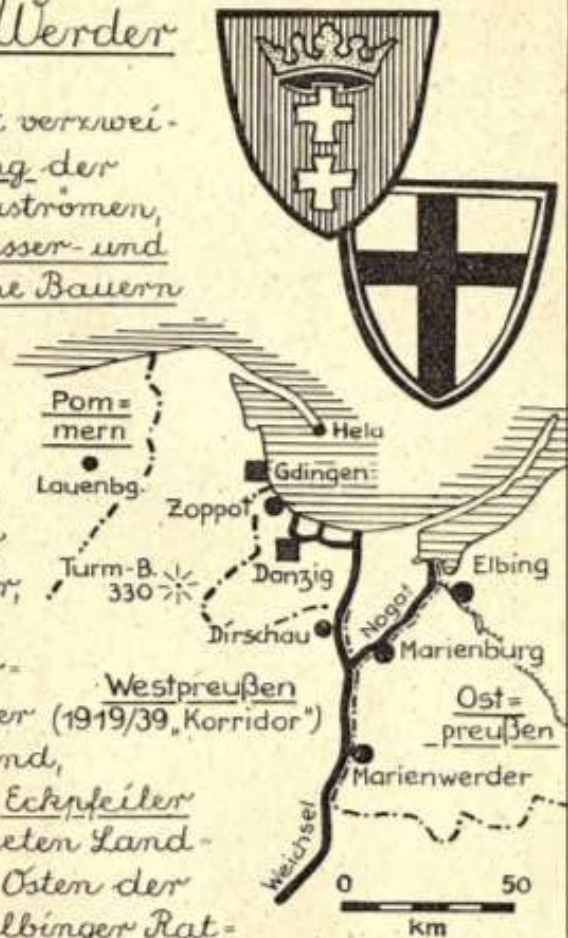 Werder
verzwei-
der
ströme,
sser- und
ne Bauern
Pom=
mern
Lauenbg.
Hela
Gdingen
Zoppot
Turm-B.
330
Danzig
Nogat
Elbing
Dirschau
Marienburg
Westpreußen
(1919/39 „Korridor“)
Ost=
preußen
Marienwerder
nd,
Eckpfeiler
eten Land-
Osten der
lbinger Rat=
Weichsel
0 50
km